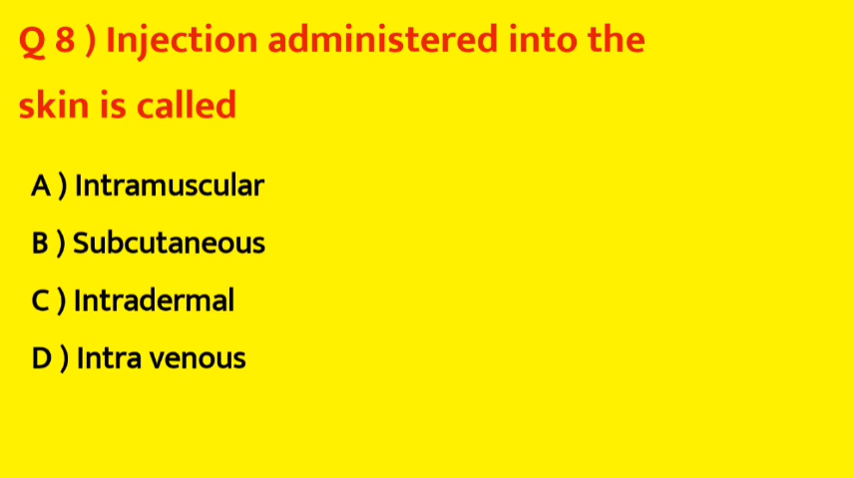 Q 8 ) Injection administered into the
skin is called
A ) Intramuscular
B ) Subcutaneous
C ) Intradermal
D ) Intra venous